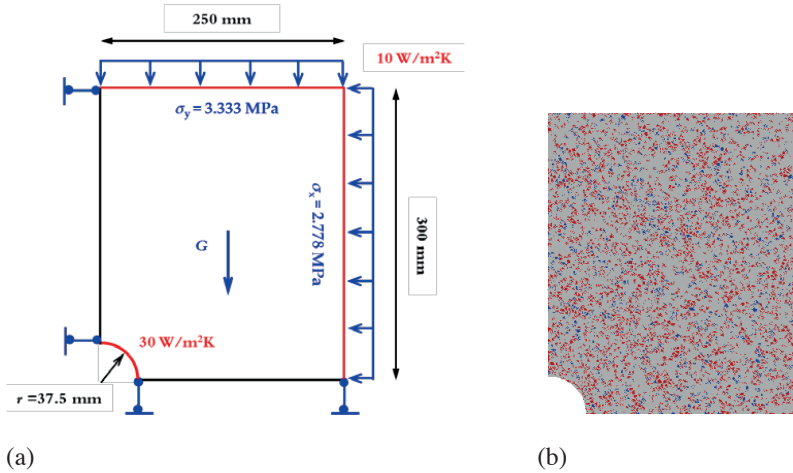 250 mm
10 W/m²K
σy = 3.333 MPa
σx = 2.778 MPa
300 mm
G
30 W/m²K
r =37.5 mm
(a)
(b)